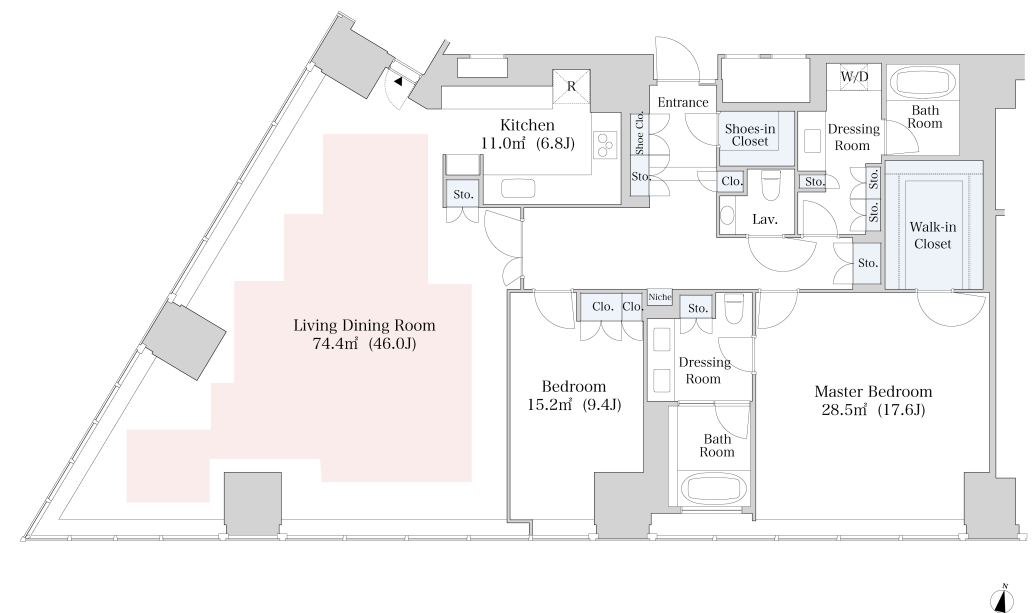 W/D
R
Entrance
Bath
Room
Kitchen
11.0㎡ (6.8J)
Shoe Clo.
Shoes-in
Closet
Dressing
Room
Sto.
Sto.
Clo.
Sto.
Sto.
Sto.
Lav.
Walk-in
Closet
Sto.
Niche
Clo.
Clo.
Sto.
Living Dining Room
74.4㎡ (46.0J)
Dressing
Room
Bedroom
15.2㎡ (9.4J)
Master Bedroom
28.5㎡ (17.6J)
Bath
Room
N